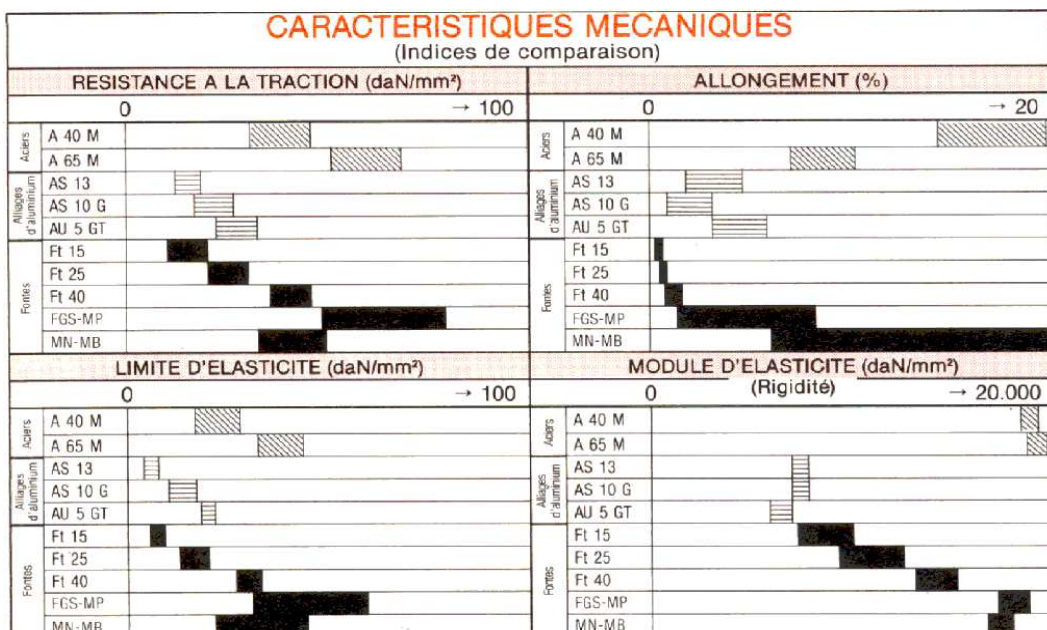 CARACTERISTIQUES MECANIQUES
(Indices de comparaison)
RESISTANCE A LA TRACTION (daN/mm²)
0 → 100
Aciers
A 40 M
A 65 M
Alliages d'aluminium
AS 13
AS 10 G
AU 5 GT
Fontes
Ft 15
Ft 25
Ft 40
FGS-MP
MN-MB
ALLONGEMENT (%)
0 → 20
Aciers
A 40 M
A 65 M
Alliages d'aluminium
AS 13
AS 10 G
AU 5 GT
Fontes
Ft 15
Ft 25
Ft 40
FGS-MP
MN-MB
LIMITE D'ELASTICITE (daN/mm²)
0 → 100
Aciers
A 40 M
A 65 M
Alliages d'aluminium
AS 13
AS 10 G
AU 5 GT
Fontes
Ft 15
Ft 25
Ft 40
FGS-MP
MN-MB
MODULE D'ELASTICITE (daN/mm²)
(Rigidité)
0 → 20.000
Aciers
A 40 M
A 65 M
Alliages d'aluminium
AS 13
AS 10 G
AU 5 GT
Fontes
Ft 15
Ft 25
Ft 40
FGS-MP
MN-MB